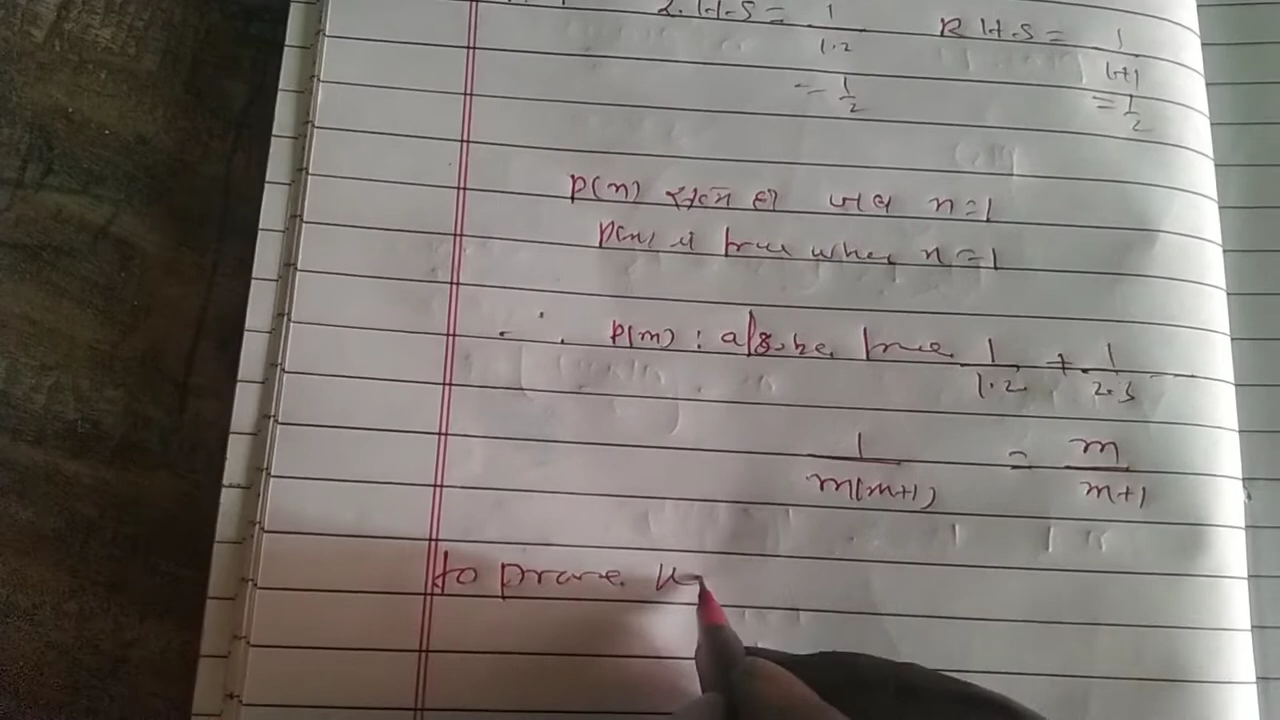 L.H.S = 1/1.2 R.H.S = 1/1+1
= 1/2 = 1/2
P(n) सत्य है जब n=1
P(n) is true when n=1
∴ P(m) : also be true 1/1.2 + 1/2.3
1/m(m+1) = m/m+1
to prove